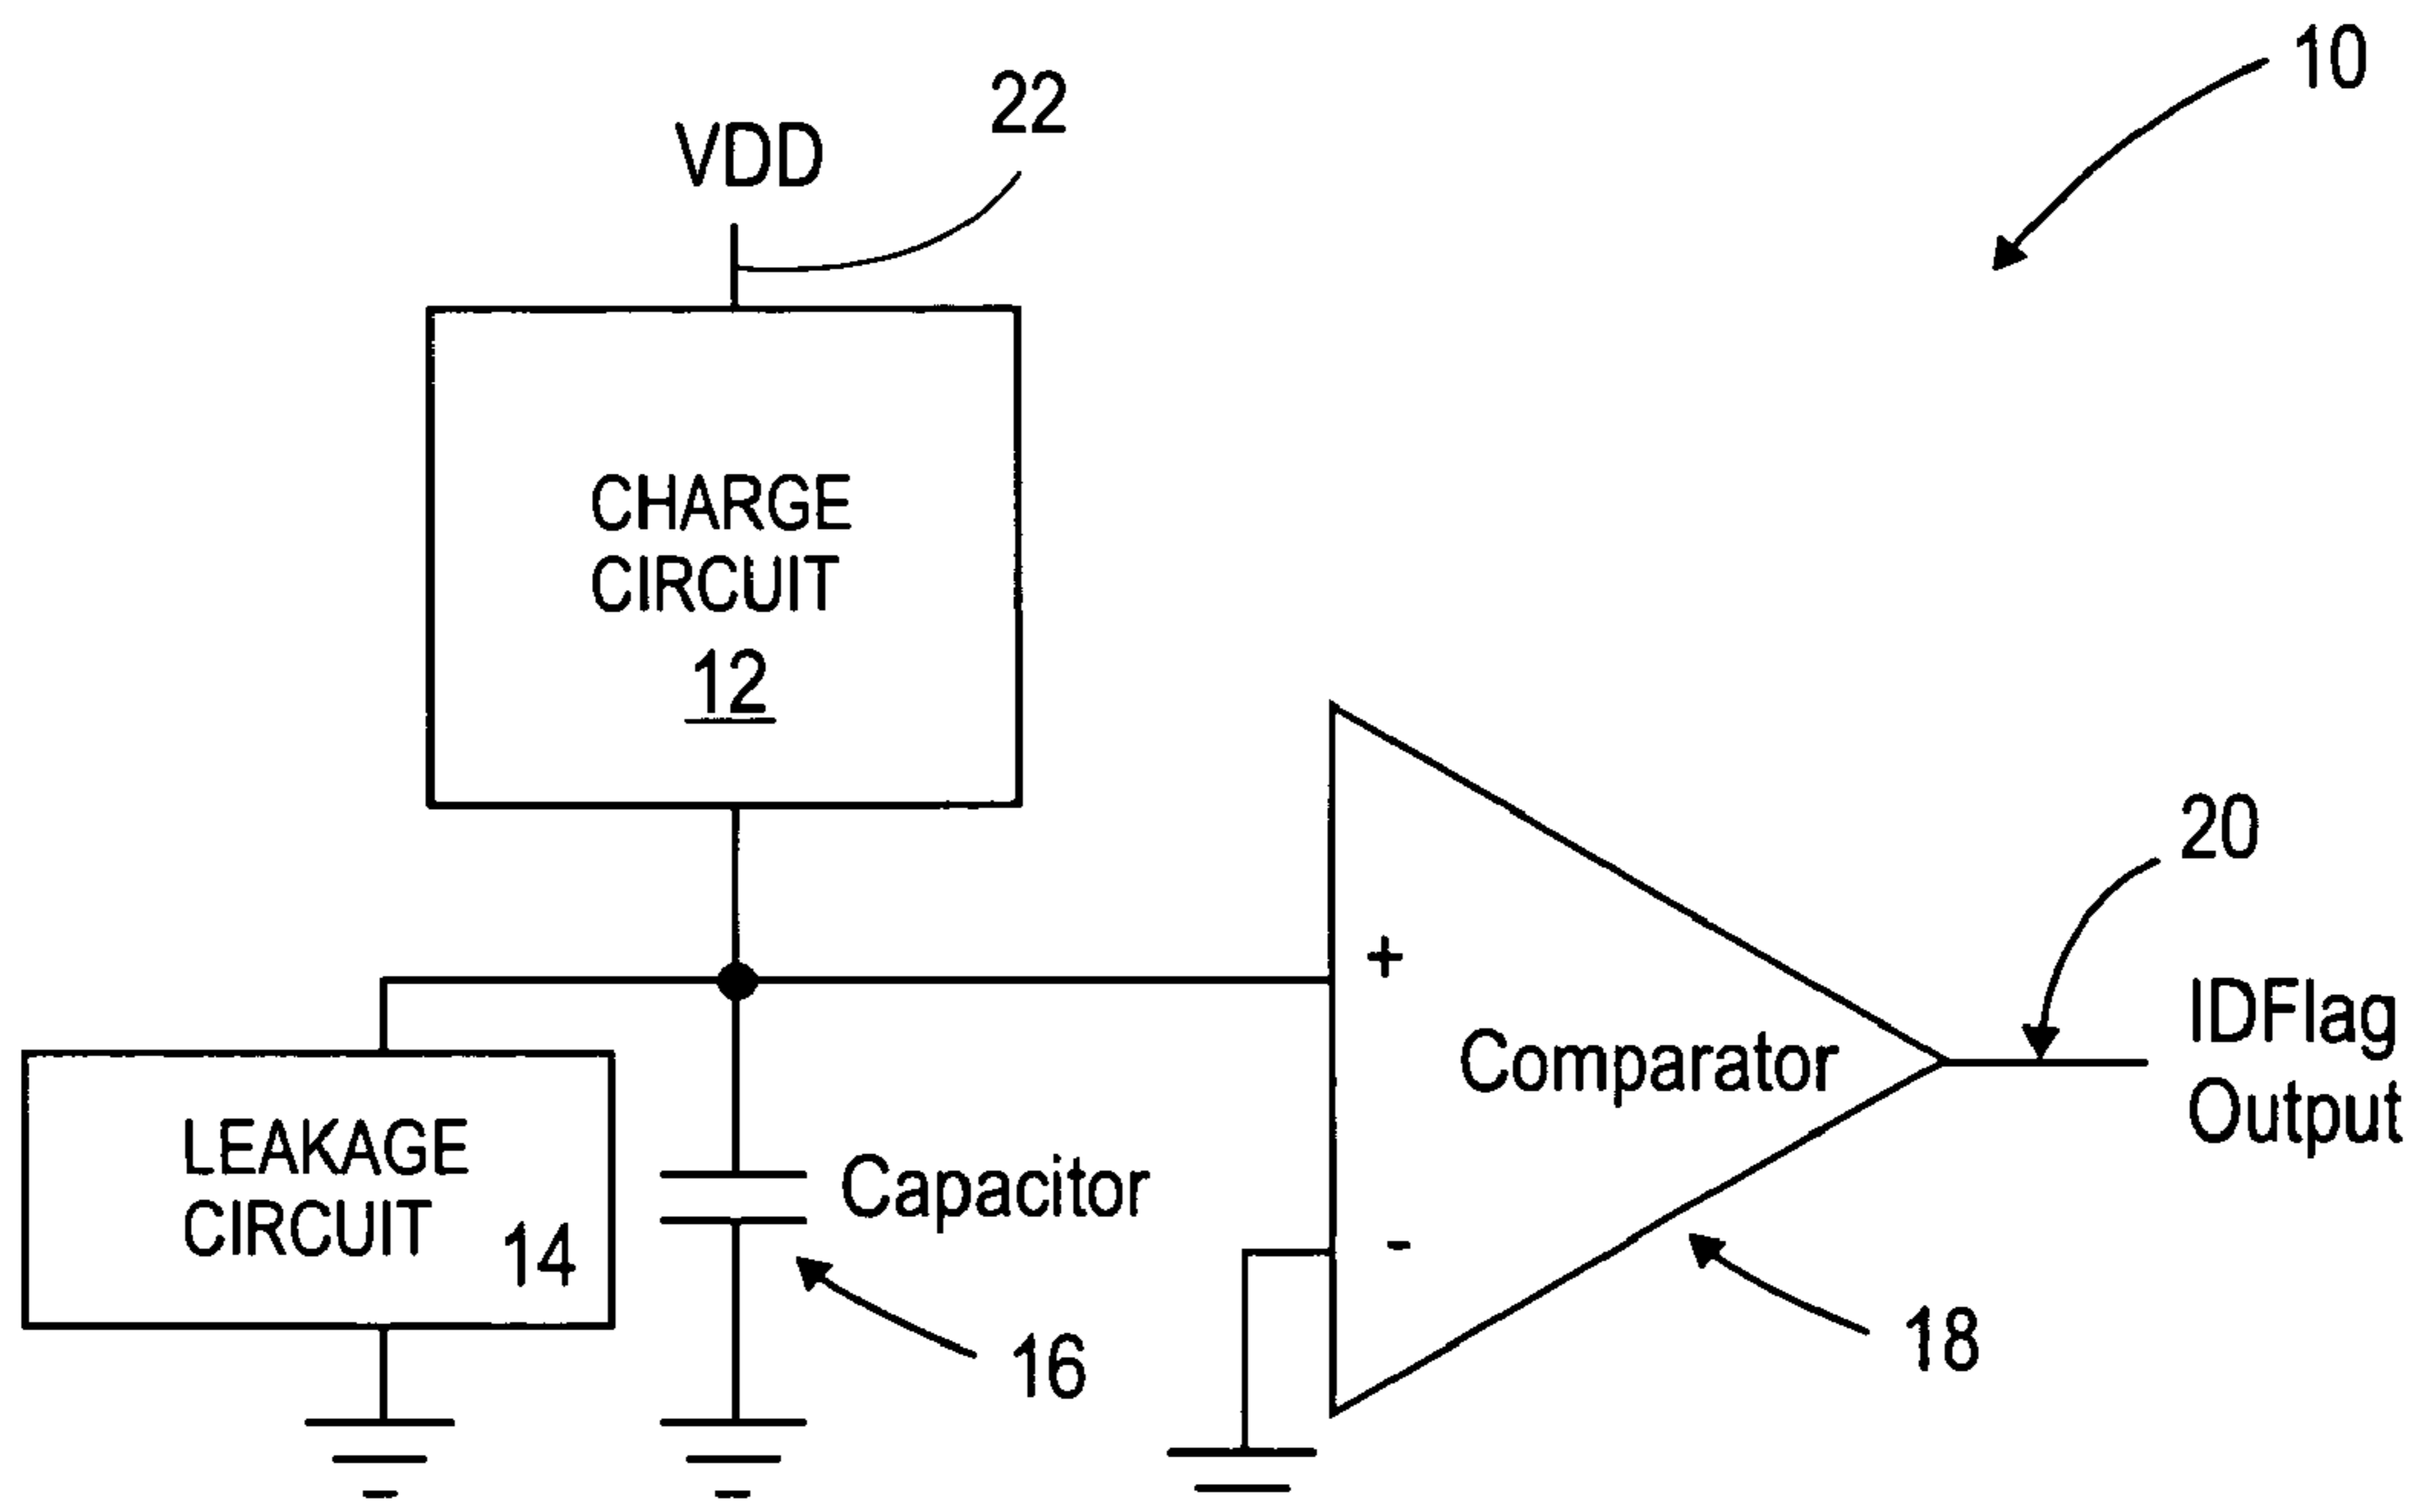 10
22
VDD
CHARGE
CIRCUIT
12
20
+
IDFlag
Output
Comparator
LEAKAGE
CIRCUIT
14
Capacitor
-
16
18